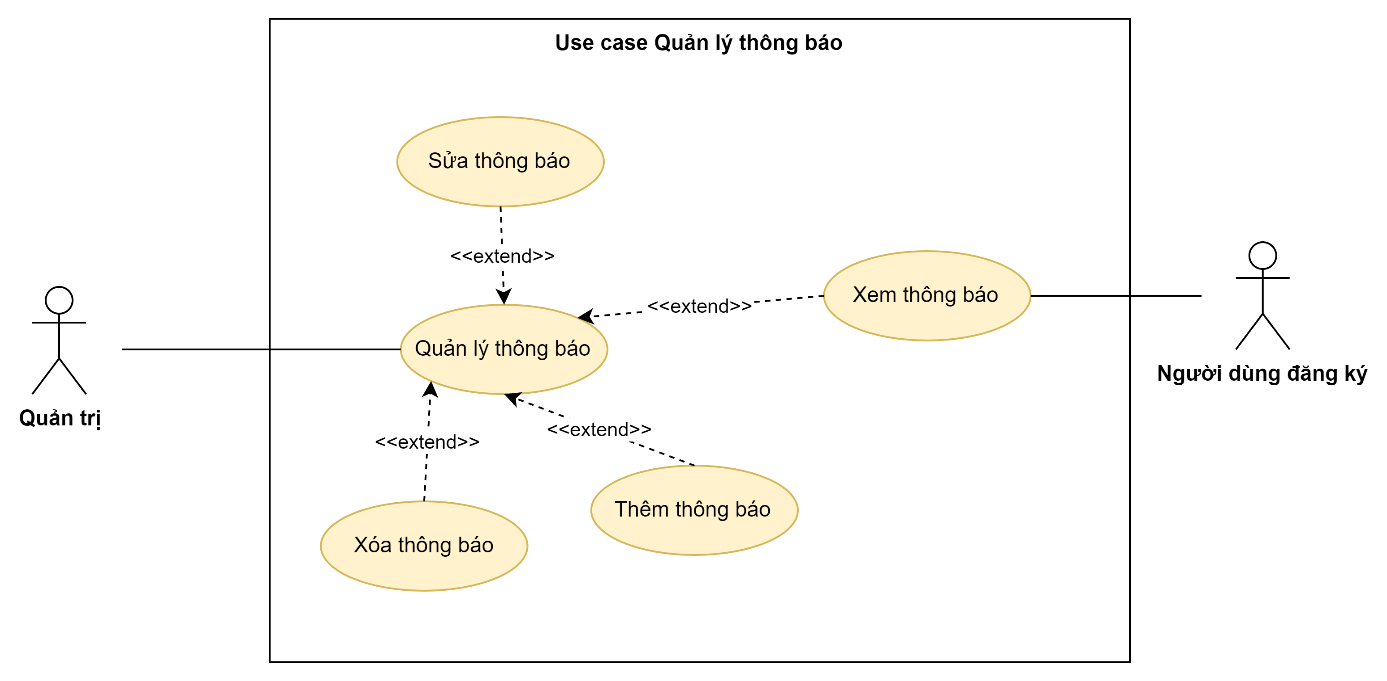 Use case Quản lý thông báo
Sửa thông báo
<<extend>>
Xem thông báo
<<extend>>
Quản lý thông báo
Người dùng đăng ký
Quản trị
<<extend>>
<<extend>>
Thêm thông báo
Xóa thông báo